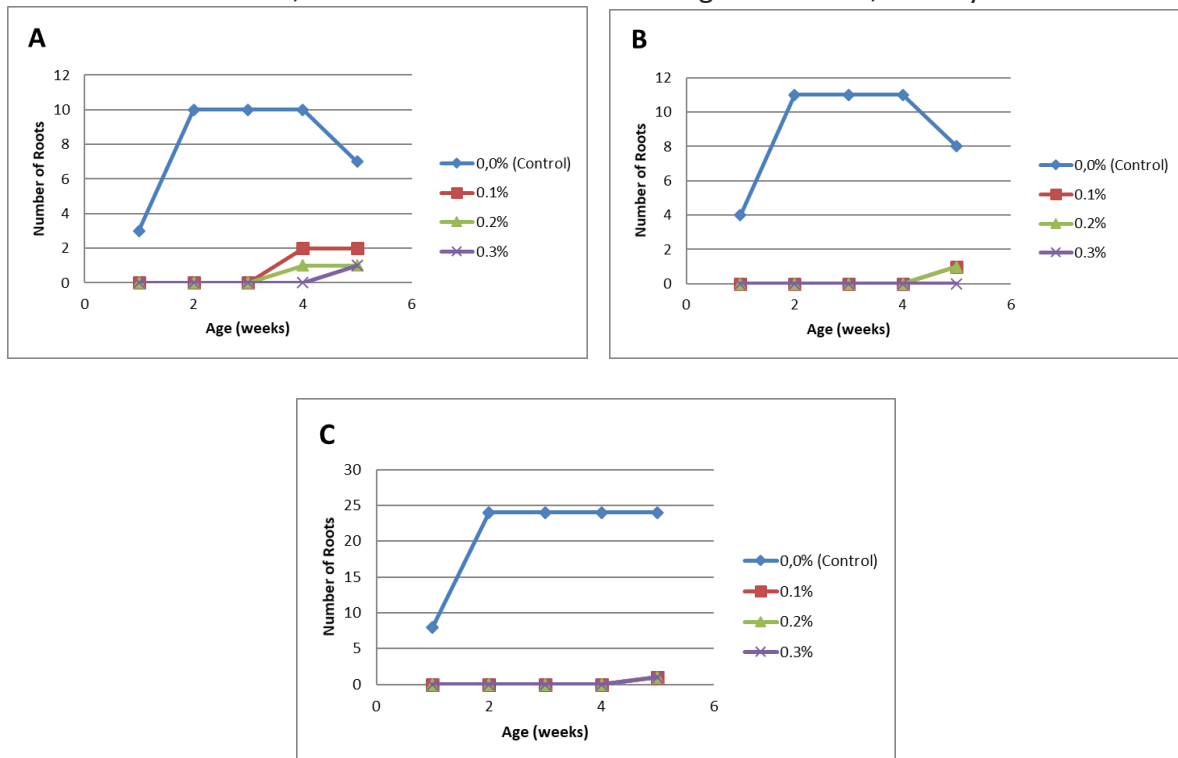 A
12
10
8
6
4
2
0
0 2 4 6
Number of Roots
Age (weeks)
0,0% (Control)
0.1%
0.2%
0.3%
B
12
10
8
6
4
2
0
0 2 4 6
Number of Roots
Age (weeks)
0,0% (Control)
0.1%
0.2%
0.3%
C
30
25
20
15
10
5
0
0 2 4 6
Number of Roots
Age (weeks)
0,0% (Control)
0.1%
0.2%
0.3%